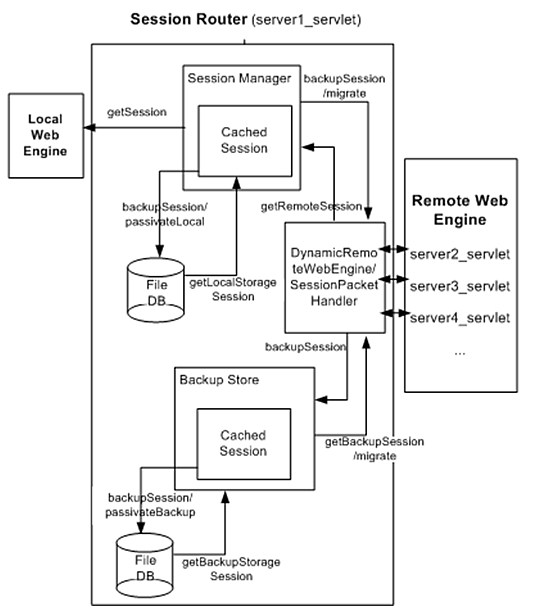 Session Router (server1_servlet)
Session Manager
backupSession
/migrate
getSession
Local
Web
Engine
Cached
Session
backupSession/
passivateLocal
getRemoteSession
Remote Web
Engine
DynamicRemo
teWebEngine/
SessionPacket
Handler
server2_servlet
server3_servlet
server4_servlet
...
File
DB
getLocalStorage
Session
backupSession
Backup Store
Cached
Session
getBackupSession
/migrate
backupSession/
passivateBackup
File
DB
getBackupStorage
Session